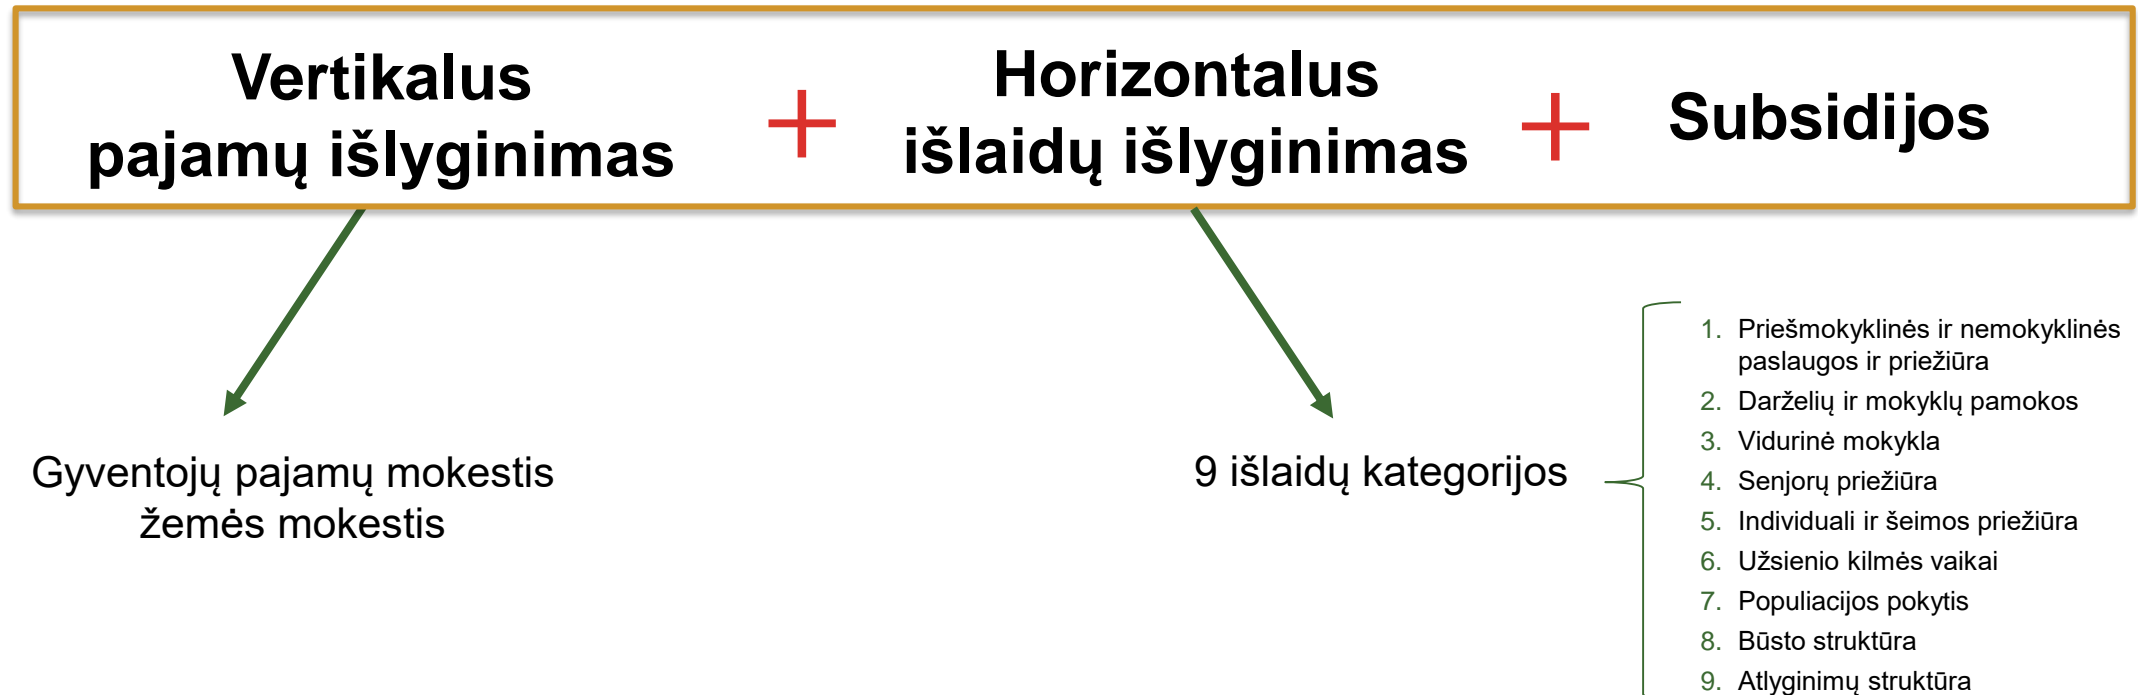 Vertikalus
pajamų išlyginimas
+
Horizontalus
išlaidų išlyginimas
+
Subsidijos
Gyventojų pajamų mokestis
žemės mokestis
9 išlaidų kategorijos
1. Priešmokyklinės ir nemokyklinės
paslaugos ir priežiūra
2. Darželių ir mokyklų pamokos
3. Vidurinė mokykla
4. Senjorų priežiūra
5. Individuali ir šeimos priežiūra
6. Užsienio kilmės vaikai
7. Populiacijos pokytis
8. Būsto struktūra
9. Atlyginimų struktūra